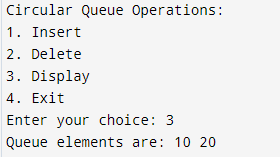 Circular Queue Operations:
1. Insert
2. Delete
3. Display
4. Exit
Enter your choice: 3
Queue elements are: 10 20